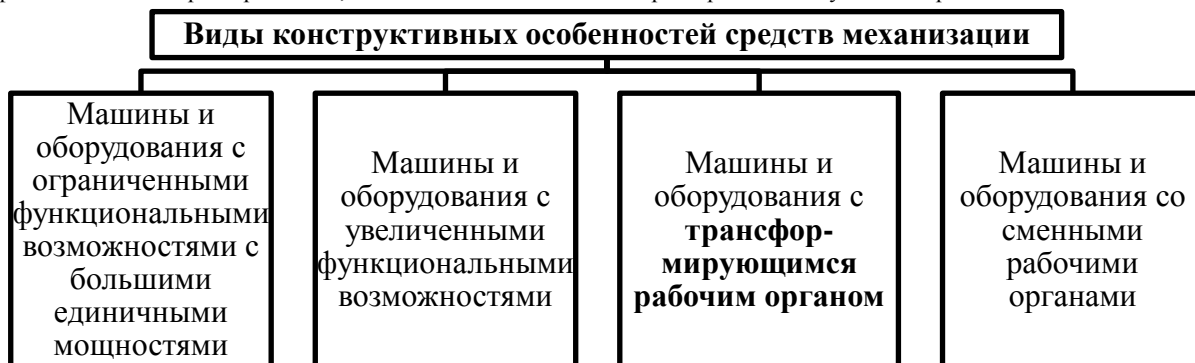 Виды конструктивных особенностей средств механизации
Машины и
оборудования с
ограниченными
функциональными
возможностями с
большими
единичными
мощностями
Машины и
оборудования с
увеличенными
функциональными
возможностями
Машины и
оборудования с
трансфор-
мирующимся
рабочим органом
Машины и
оборудования со
сменными
рабочими
органами